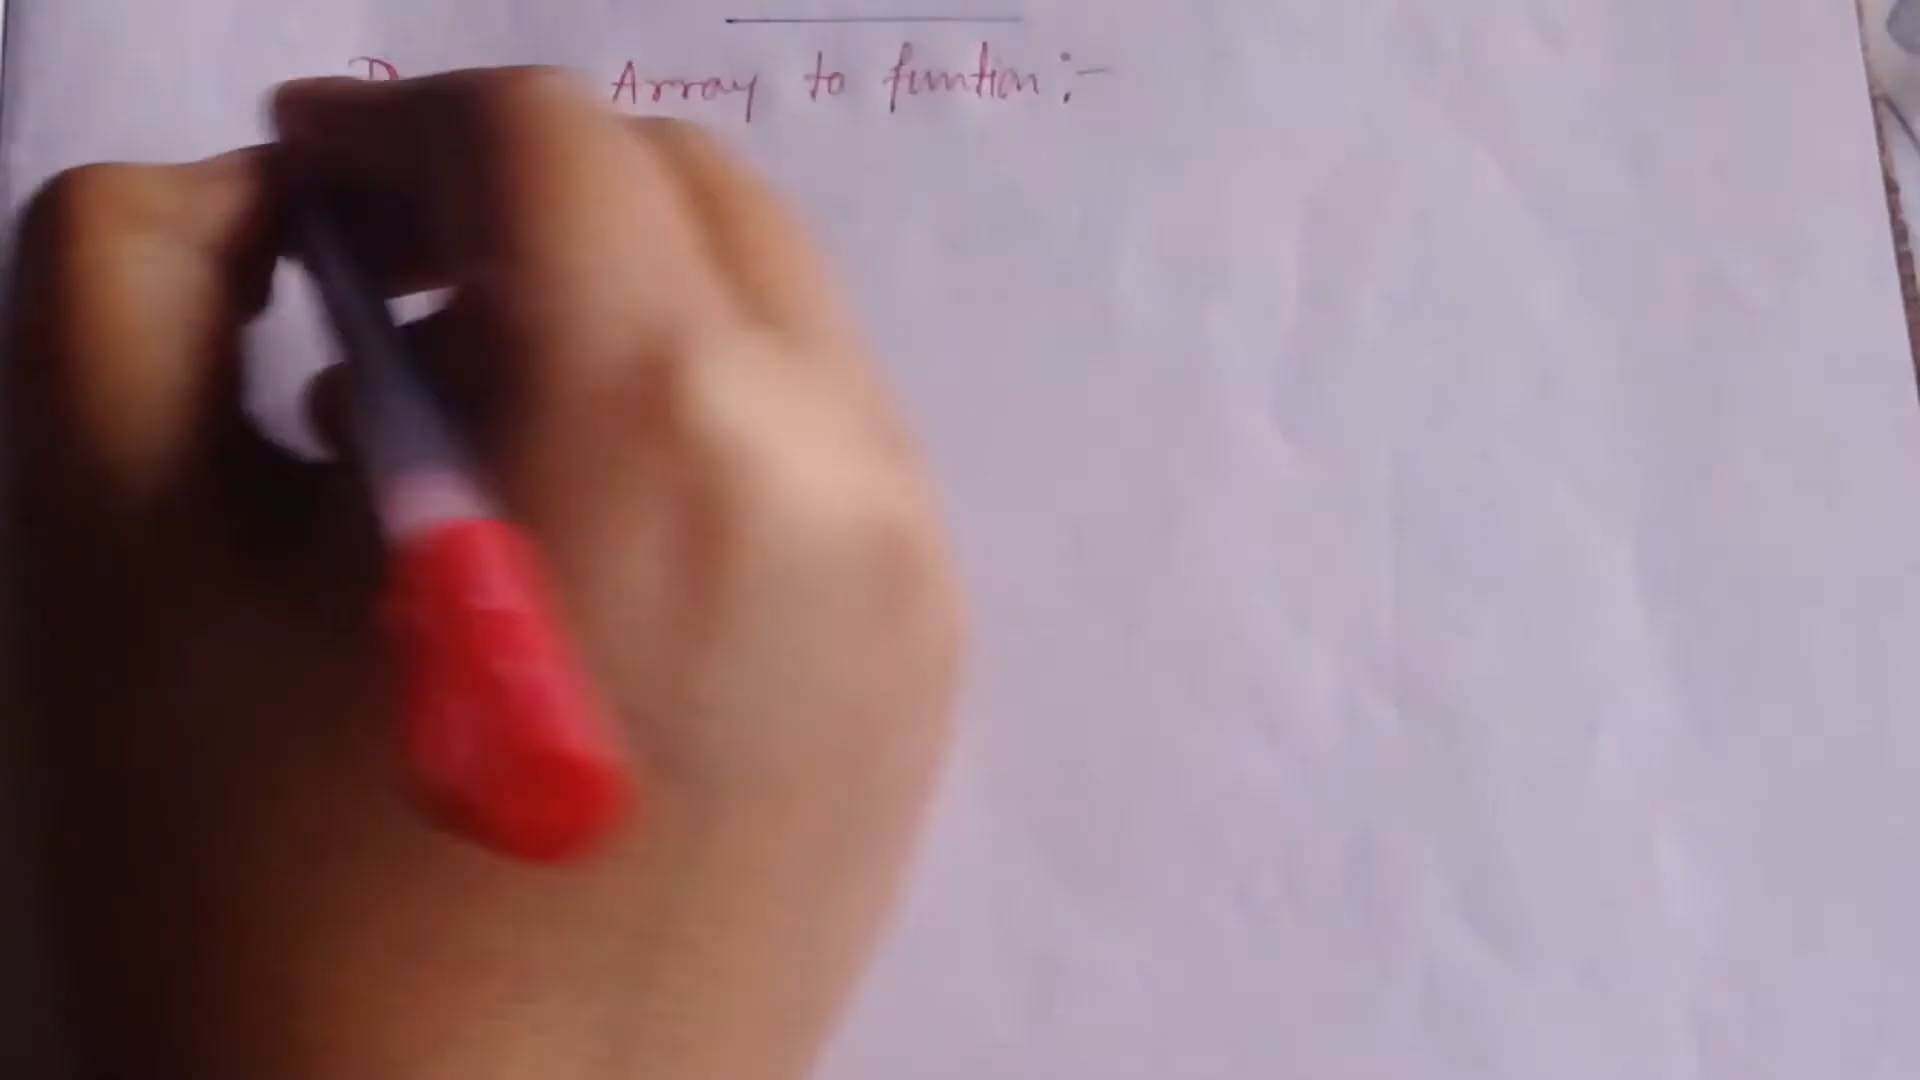 Array to funtion :-